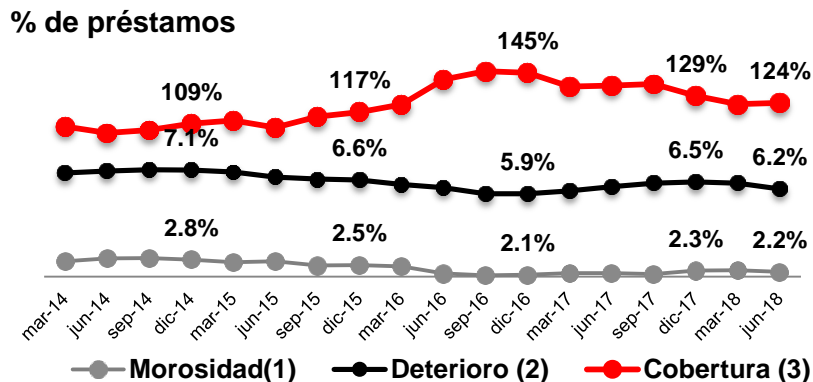 % de préstamos
145%
129%
124%
117%
109%
7.1%
6.6%
5.9%
6.5%
6.2%
2.8%
2.5%
2.1%
2.3%
2.2%
mar-14
jun-14
sep-14
dic-14
mar-15
jun-15
sep-15
dic-15
mar-16
jun-16
sep-16
dic-16
mar-17
jun-17
sep-17
dic-17
mar-18
jun-18
Morosidad(1) Deterioro (2) Cobertura (3)